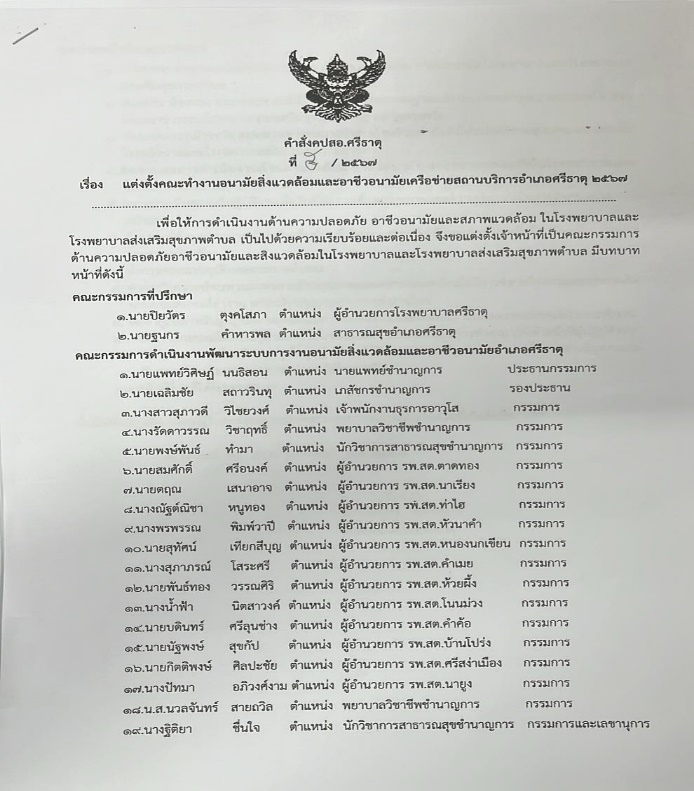 คำสั่งคปสอ.ศรีธาตุ
ที่ / ๒๕๖๗
เรื่อง แต่งตั้งคณะทำงานอนามัยสิ่งแวดล้อมและอาชีวอนามัยเครือข่ายสถานบริการอำเภอศรีธาตุ ๒๕๖๗
เพื่อให้การดำเนินงานด้านความปลอดภัย อาชีวอนามัยและสภาพแวดล้อม ในโรงพยาบาลและ
โรงพยาบาลส่งเสริมสุขภาพตำบล เป็นไปด้วยความเรียบร้อยและต่อเนื่อง จึงขอแต่งตั้งเจ้าหน้าที่เป็นคณะกรรมการ
ด้านความปลอดภัยอาชีวอนามัยและสิ่งแวดล้อมในโรงพยาบาลและโรงพยาบาลส่งเสริมสุขภาพตำบล มีบทบาท
หน้าที่ดังนี้
คณะกรรมการที่ปรึกษา
๑.นายปิยวัตร ตุงคโสภา ตำแหน่ง ผู้อำนวยการโรงพยาบาลศรีธาตุ
๒.นายฐนกร คำหารพล ตำแหน่ง สาธารณสุขอำเภอศรีธาตุ
คณะกรรมการดำเนินงานพัฒนาระบบการงานอนามัยสิ่งแวดล้อมและอาชีวอนามัยอำเภอศรีธาตุ
๑.นายแพทย์วิศิษฏ์ นนธิสอน ตำแหน่ง นายแพทย์ชำนาญการ ประธานกรรมการ
๒.นายเฉลิมชัย สถาวรินทุ ตำแหน่ง เภสัชกรชำนาญการ รองประธาน
๓.นางสาวสุภาวดี วิไชยวงศ์ ตำแหน่ง เจ้าพนักงานธุรการอาวุโส กรรมการ
๔.นางรัดดาวรรณ วิชาฤทธิ์ ตำแหน่ง พยาบาลวิชาชีพชำนาญการ กรรมการ
๕.นายพงษ์พันธ์ ทำมา ตำแหน่ง นักวิชาการสาธารณสุขชำนาญการ กรรมการ
๖.นายสมศักดิ์ ศรีอนงค์ ตำแหน่ง ผู้อำนวยการ รพ.สต.ตาดทอง กรรมการ
๗.นายตฤณ เสนาอาจ ตำแหน่ง ผู้อำนวยการ รพ.สต.นาเรียง กรรมการ
๘.นางณัฐต์ณิชา หนูทอง ตำแหน่ง ผู้อำนวยการ รพ.สต.ท่าไฮ กรรมการ
๙.นางพรพรรณ พิมพ์วาปี ตำแหน่ง ผู้อำนวยการ รพ.สต.หัวนาคำ กรรมการ
๑๐.นายสุทัศน์ เทียกสีบุญ ตำแหน่ง ผู้อำนวยการ รพ.สต.หนองนกเขียน กรรมการ
๑๑.นางสุภาภรณ์ โสระศรี ตำแหน่ง ผู้อำนวยการ รพ.สต.คำเมย กรรมการ
๑๒.นายพันธ์ทอง วรรณศิริ ตำแหน่ง ผู้อำนวยการ รพ.สต.ห้วยผึ้ง กรรมการ
๑๓.นางน้ำฟ้า นิตสาวงค์ ตำแหน่ง ผู้อำนวยการ รพ.สต.โนนม่วง กรรมการ
๑๔.นายบดินทร์ ศรีลุนช่าง ตำแหน่ง ผู้อำนวยการ รพ.สต.คำค้อ กรรมการ
๑๕.นายนัฐพงษ์ สุขกัป ตำแหน่ง ผู้อำนวยการ รพ.สต.บ้านโปร่ง กรรมการ
๑๖.นายกิตติพงษ์ ศิลปะชัย ตำแหน่ง ผู้อำนวยการ รพ.สต.ศรีสง่าเมือง กรรมการ
๑๗.นางปัทมา อภิวงค์งาม ตำแหน่ง ผู้อำนวยการ รพ.สต.นายูง กรรมการ
๑๘.น.ส.นวลจันทร์ สายถวิล ตำแหน่ง พยาบาลวิชาชีพชำนาญการ กรรมการ
๑๙.นางฐิติยา ชื่นใจ ตำแหน่ง นักวิชาการสาธารณสุขชำนาญการ กรรมการและเลขานุการ